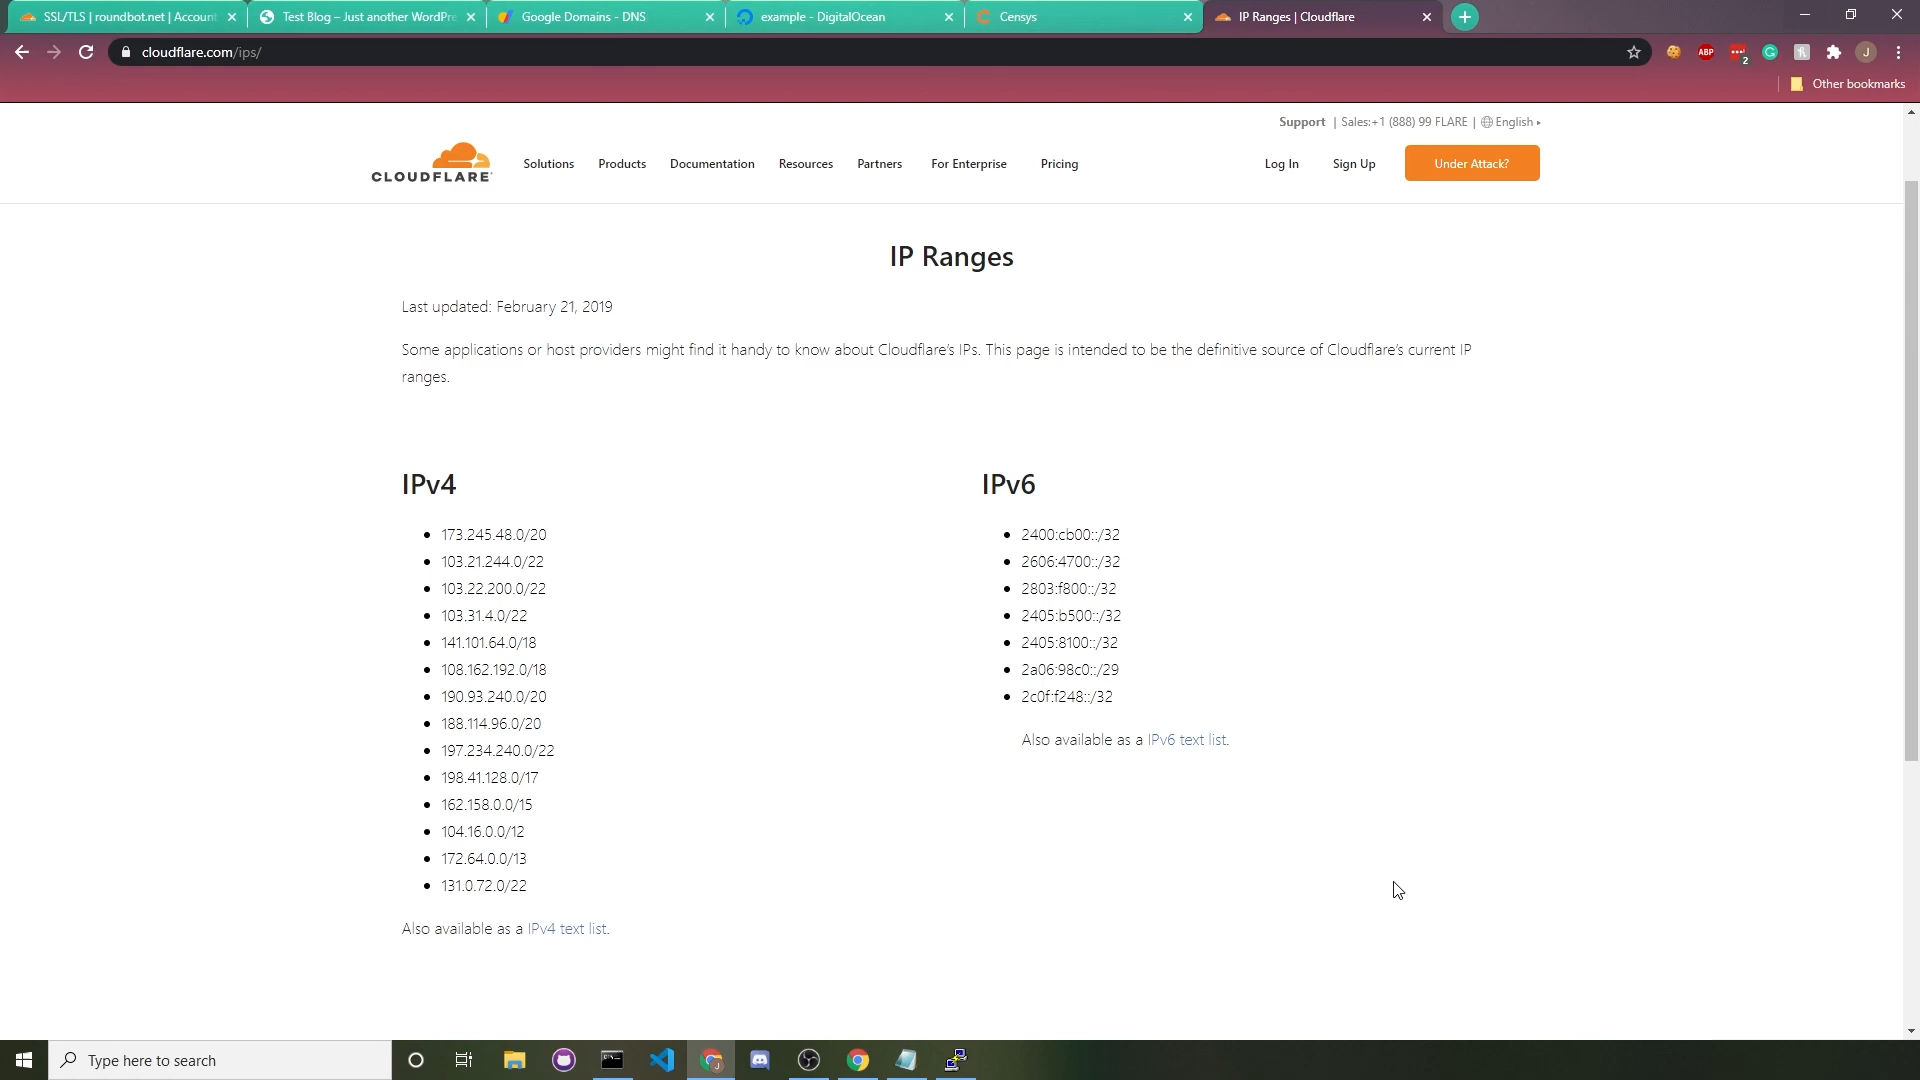 SSL/TLS | roundbot.net | Account
Test Blog – Just another WordPre
Google Domains - DNS
example - DigitalOcean
Censys
IP Ranges | Cloudflare
cloudflare.com/ips/
ABP
2
J
Other bookmarks
Support | Sales:+1 (888) 99 FLARE | English
CLOUDFLARE
Solutions
Products
Documentation
Resources
Partners
For Enterprise
Pricing
Log In
Sign Up
Under Attack?
IP Ranges
Last updated: February 21, 2019
Some applications or host providers might find it handy to know about Cloudflare’s IPs. This page is intended to be the definitive source of Cloudflare’s current IP
ranges.
IPv4
173.245.48.0/20
103.21.244.0/22
103.22.200.0/22
103.31.4.0/22
141.101.64.0/18
108.162.192.0/18
190.93.240.0/20
188.114.96.0/20
197.234.240.0/22
198.41.128.0/17
162.158.0.0/15
104.16.0.0/12
172.64.0.0/13
131.0.72.0/22
Also available as a IPv4 text list.
IPv6
2400:cb00::/32
2606:4700::/32
2803:f800::/32
2405:b500::/32
2405:8100::/32
2a06:98c0::/29
2c0f:f248::/32
Also available as a IPv6 text list.
Type here to search